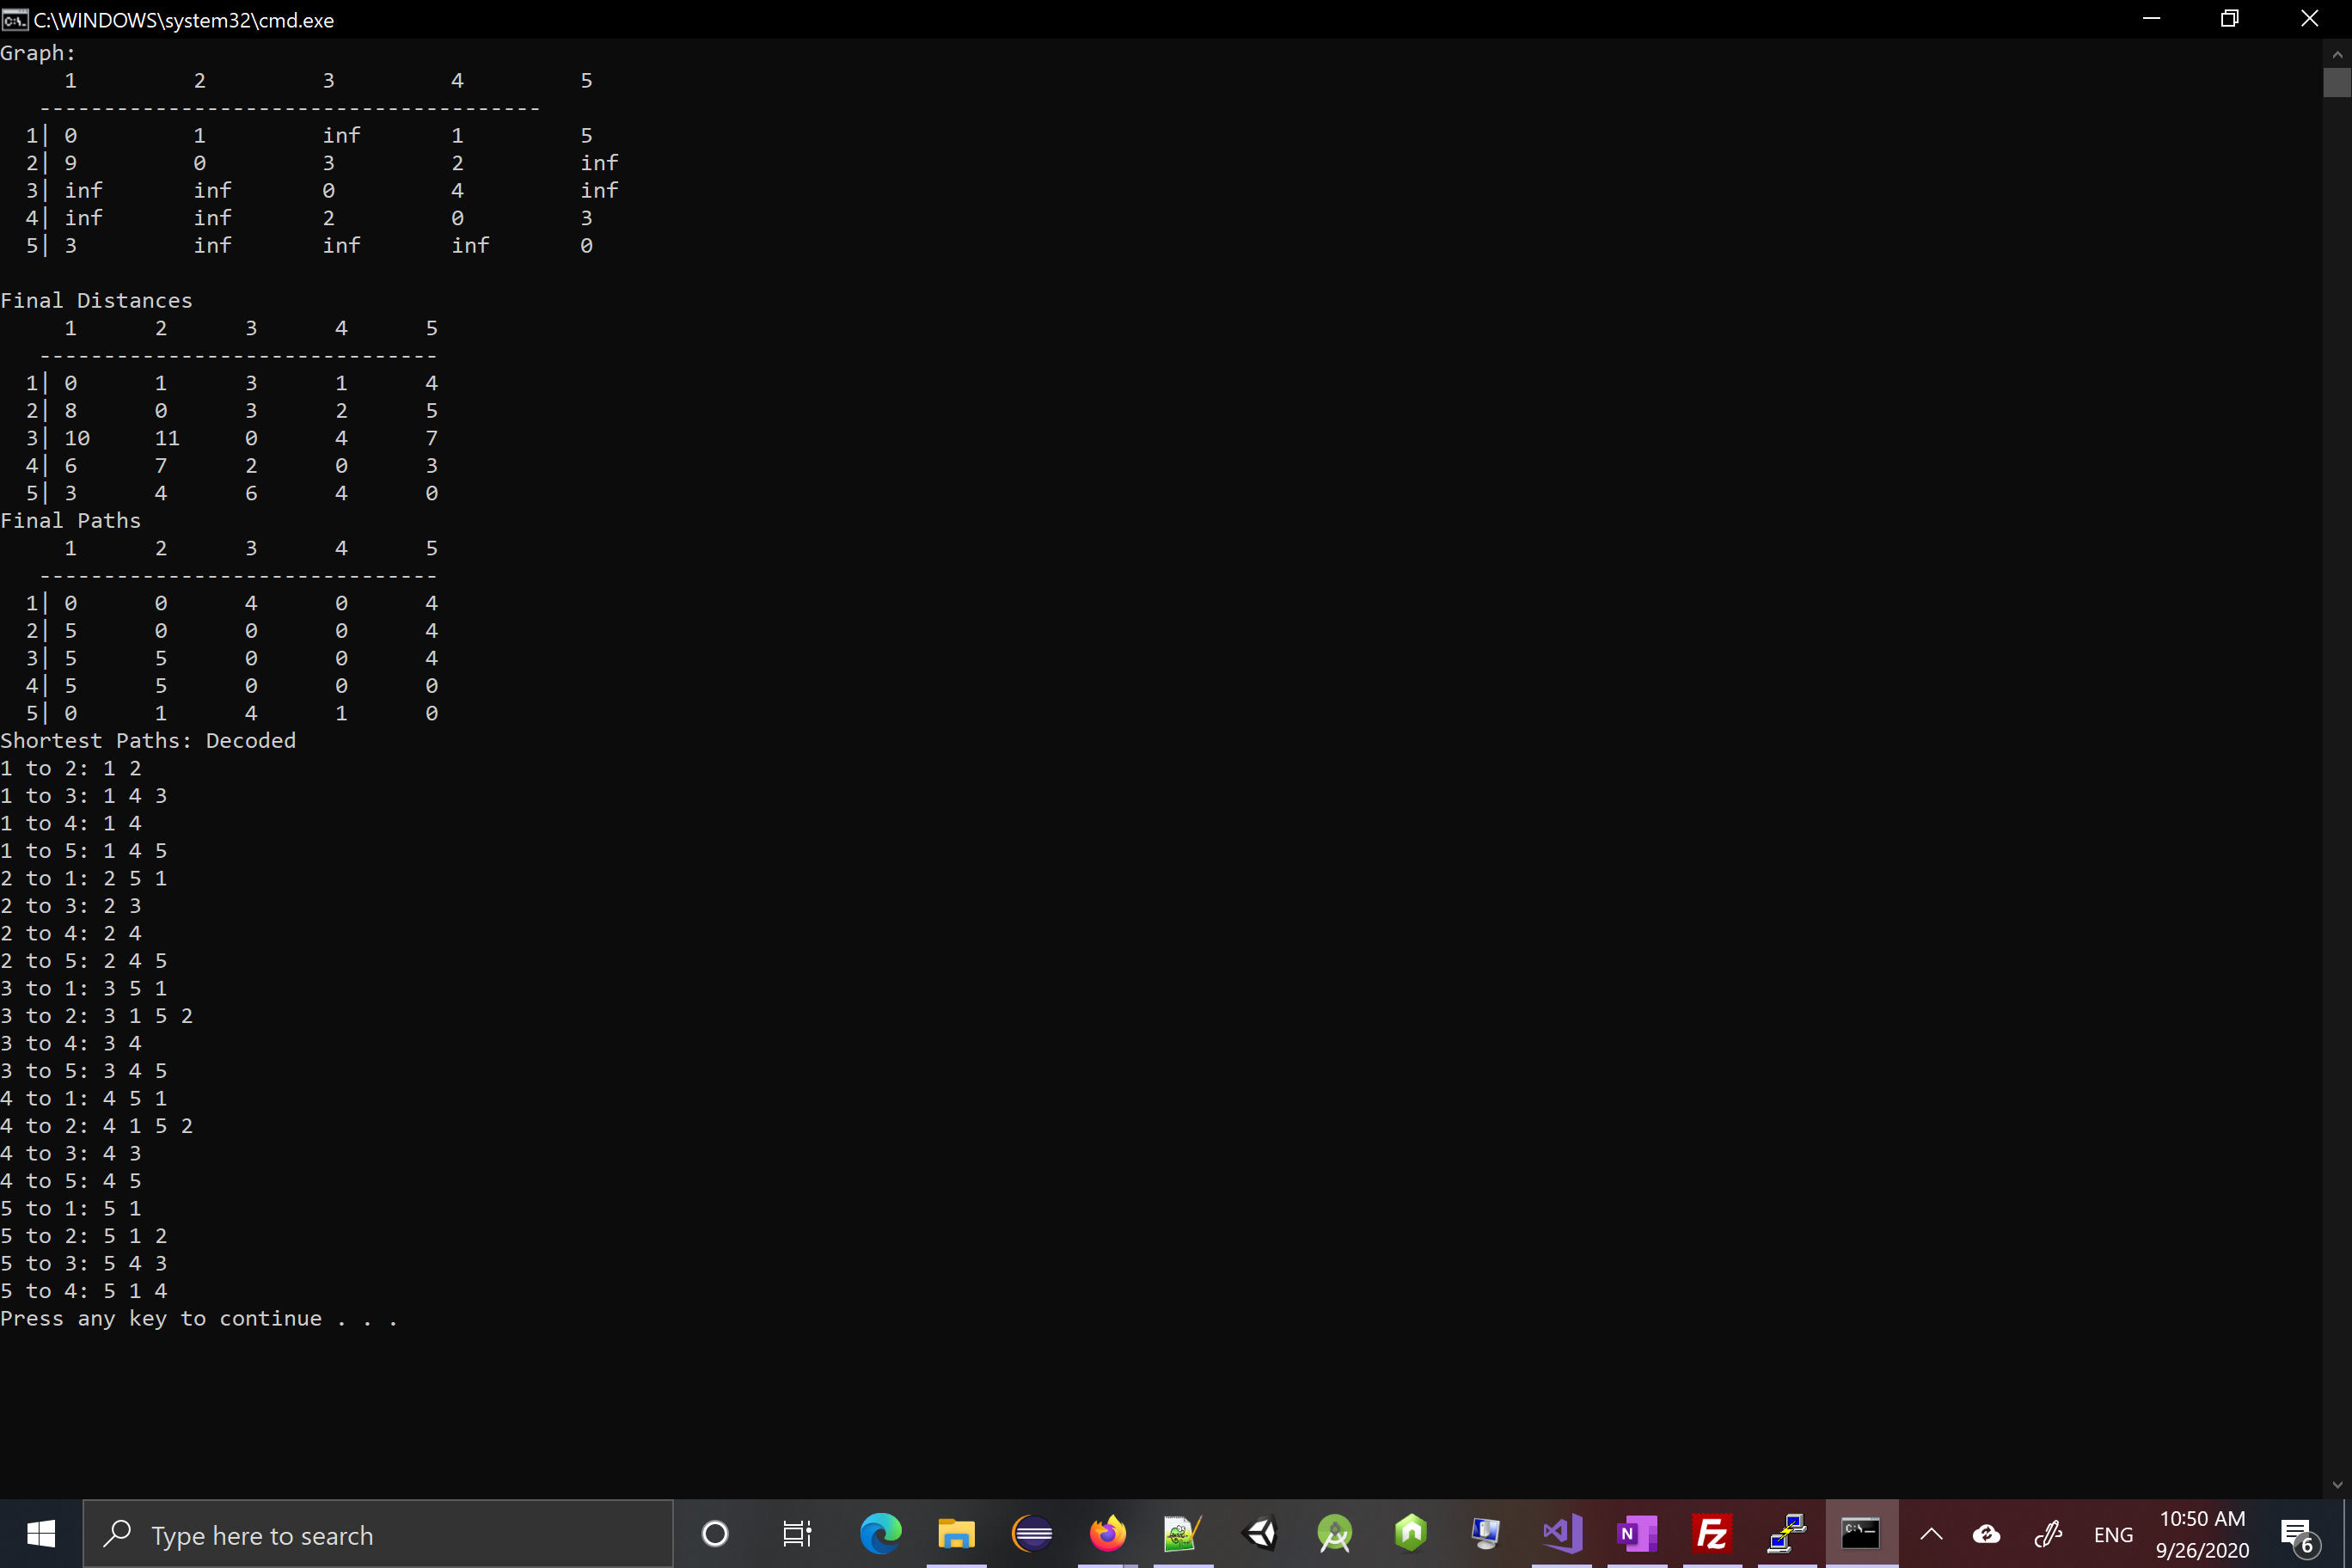 C:\WINDOWS\system32\cmd.exe
Graph:
1 2 3 4 5
---------------------------------------
1| 0 1 inf 1 5
2| 9 0 3 2 inf
3| inf inf 0 4 inf
4| inf inf 2 0 3
5| 3 inf inf inf 0
Final Distances
1 2 3 4 5
-------------------------------
1| 0 1 3 1 4
2| 8 0 3 2 5
3| 10 11 0 4 7
4| 6 7 2 0 3
5| 3 4 6 4 0
Final Paths
1 2 3 4 5
-------------------------------
1| 0 0 4 0 4
2| 5 0 0 0 4
3| 5 5 0 0 4
4| 5 5 0 0 0
5| 0 1 4 1 0
Shortest Paths: Decoded
1 to 2: 1 2
1 to 3: 1 4 3
1 to 4: 1 4
1 to 5: 1 4 5
2 to 1: 2 5 1
2 to 3: 2 3
2 to 4: 2 4
2 to 5: 2 4 5
3 to 1: 3 5 1
3 to 2: 3 1 5 2
3 to 4: 3 4
3 to 5: 3 4 5
4 to 1: 4 5 1
4 to 2: 4 1 5 2
4 to 3: 4 3
4 to 5: 4 5
5 to 1: 5 1
5 to 2: 5 1 2
5 to 3: 5 4 3
5 to 4: 5 1 4
Press any key to continue . . .
Type here to search
N
Fz
ENG
10:50 AM
9/26/2020
6